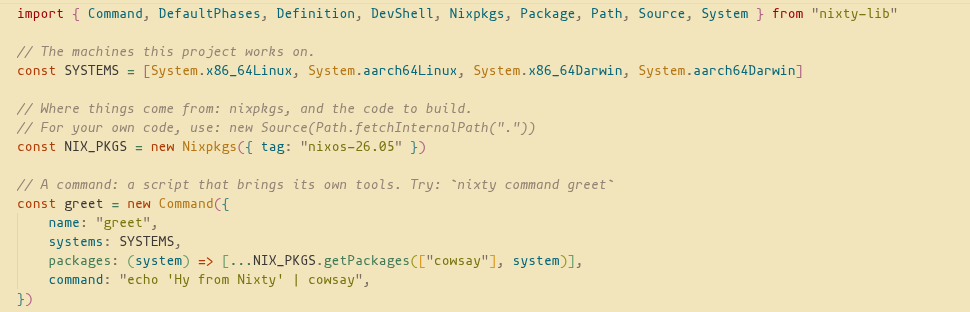 import { Command, DefaultPhases, Definition, DevShell, Nixpkgs, Package, Path, Source, System } from "nixty-lib"

// The machines this project works on.
const SYSTEMS = [System.x86_64Linux, System.aarch64Linux, System.x86_64Darwin, System.aarch64Darwin]

// Where things come from: nixpkgs, and the code to build.
// For your own code, use: new Source(Path.fetchInternalPath("."))
const NIX_PKGS = new Nixpkgs({ tag: "nixos-26.05" })

// A command: a script that brings its own tools. Try: `nixty command greet`
const greet = new Command({
    name: "greet",
    systems: SYSTEMS,
    packages: (system) => [...NIX_PKGS.getPackages(["cowsay"], system)],
    command: "echo 'Hy from Nixty' | cowsay",
})